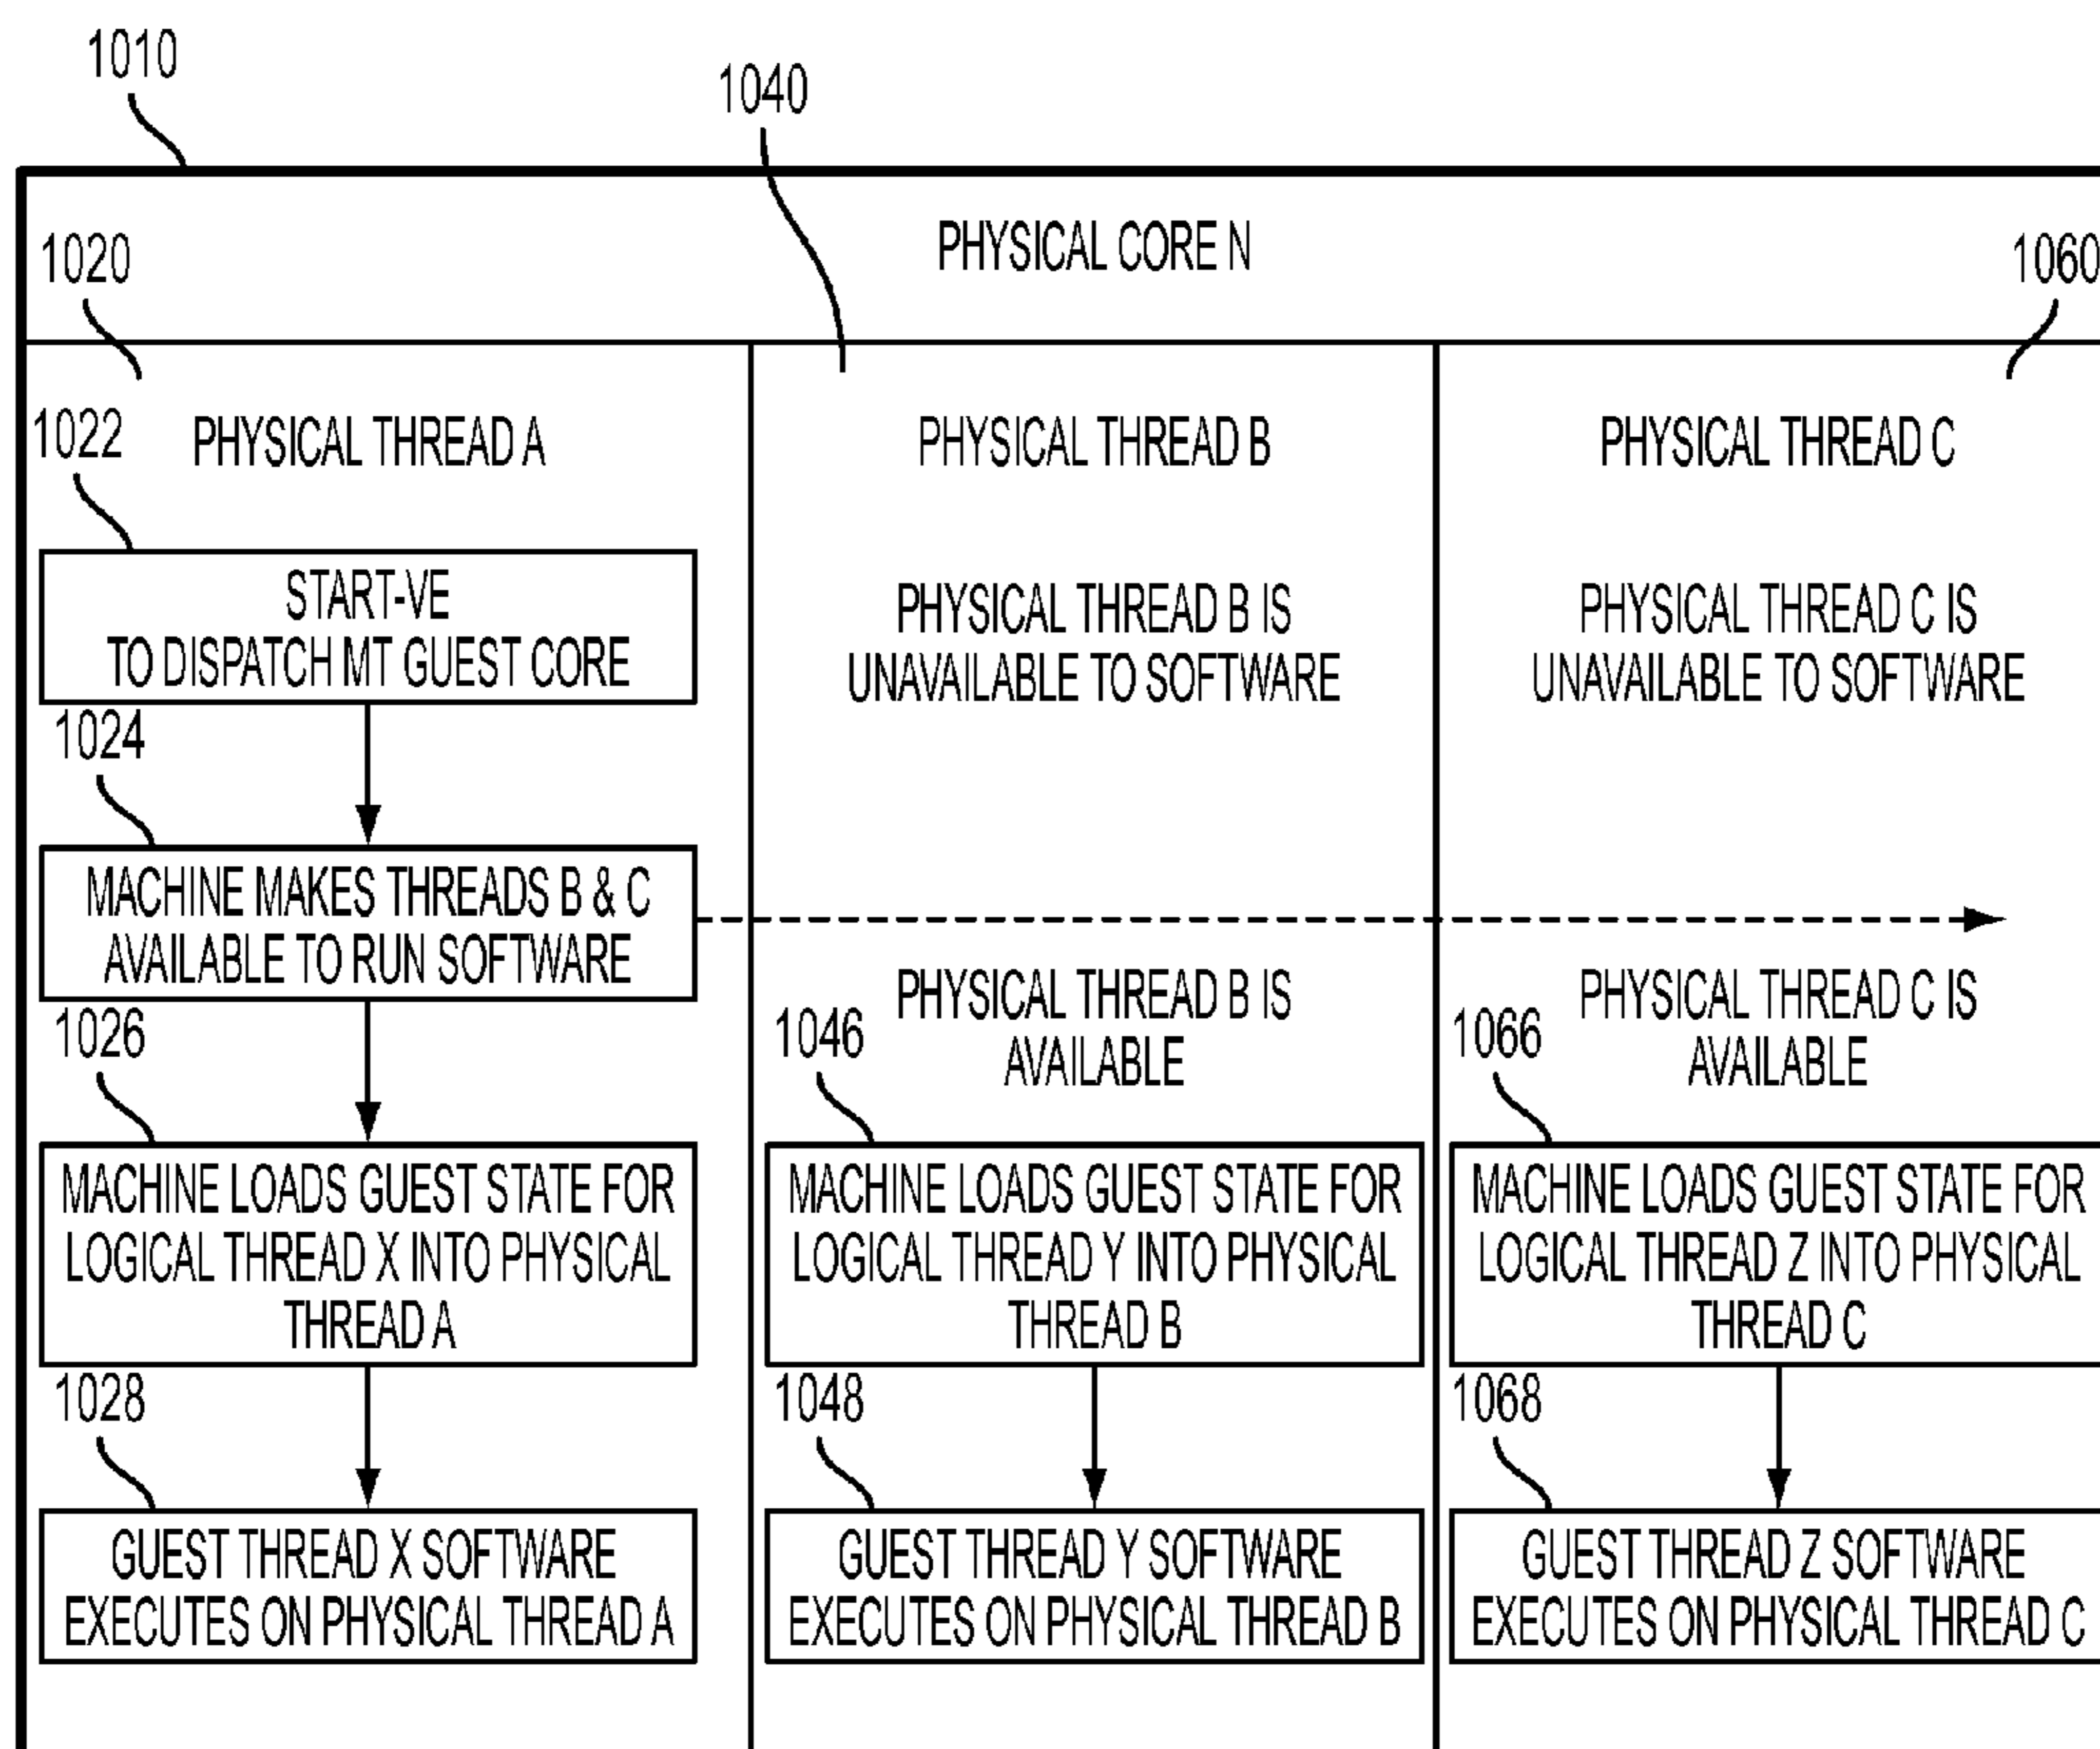 1010
1040
PHYSICAL CORE N
1020
1060
1022
PHYSICAL THREAD A
PHYSICAL THREAD B
PHYSICAL THREAD C
START-VE
TO DISPATCH MT GUEST CORE
PHYSICAL THREAD B IS
UNAVAILABLE TO SOFTWARE
PHYSICAL THREAD C IS
UNAVAILABLE TO SOFTWARE
1024
MACHINE MAKES THREADS B & C
AVAILABLE TO RUN SOFTWARE
PHYSICAL THREAD B IS
AVAILABLE
PHYSICAL THREAD C IS
AVAILABLE
1026
1046
1066
MACHINE LOADS GUEST STATE FOR
LOGICAL THREAD X INTO PHYSICAL
THREAD A
MACHINE LOADS GUEST STATE FOR
LOGICAL THREAD Y INTO PHYSICAL
THREAD B
MACHINE LOADS GUEST STATE FOR
LOGICAL THREAD Z INTO PHYSICAL
THREAD C
1028
1048
1068
GUEST THREAD X SOFTWARE
EXECUTES ON PHYSICAL THREAD A
GUEST THREAD Y SOFTWARE
EXECUTES ON PHYSICAL THREAD B
GUEST THREAD Z SOFTWARE
EXECUTES ON PHYSICAL THREAD C